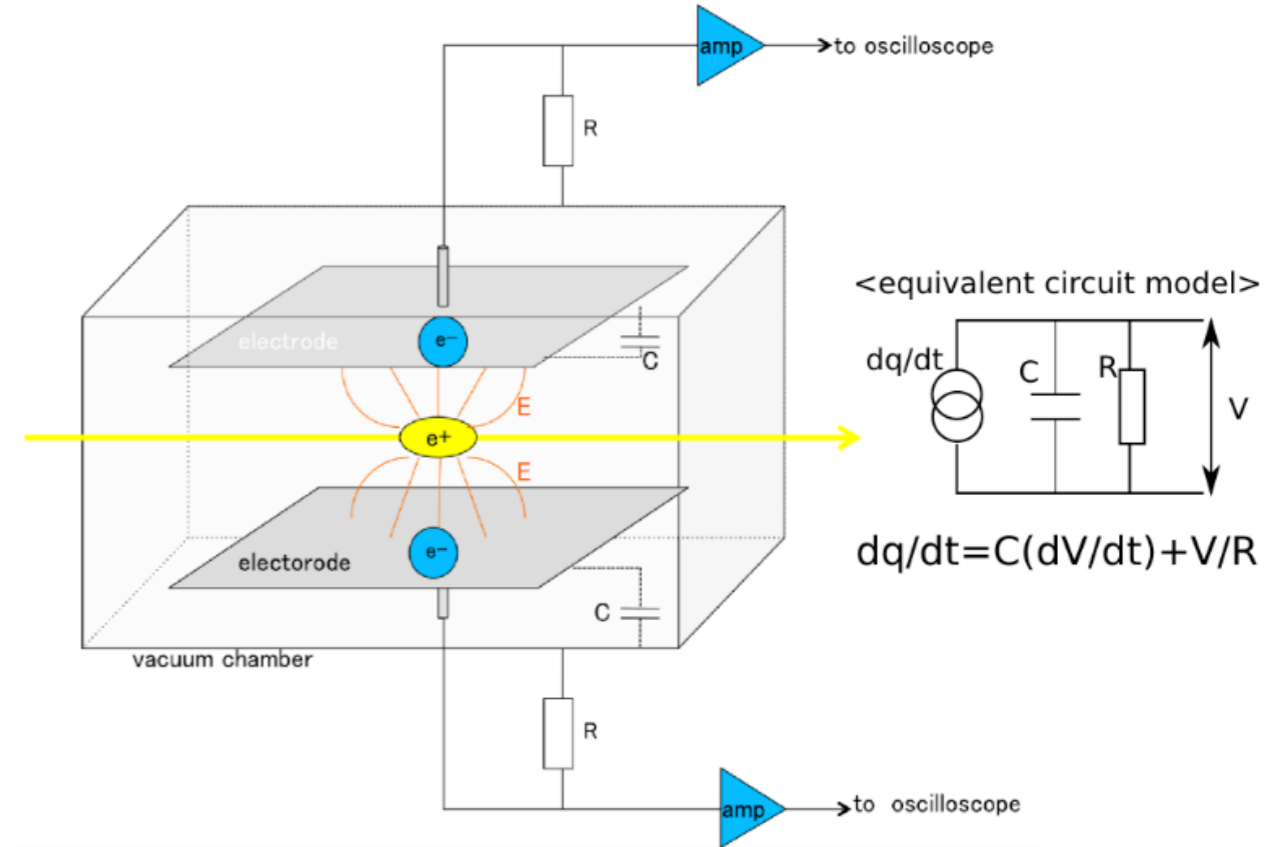 amp
to oscilloscope
R
<equivalent circuit model>
electrode
e−
C
dq/dt
C
R
V
E
e+
E
electorode
e−
C
dq/dt=C(dV/dt)+V/R
vacuum chamber
R
amp
to oscilloscope